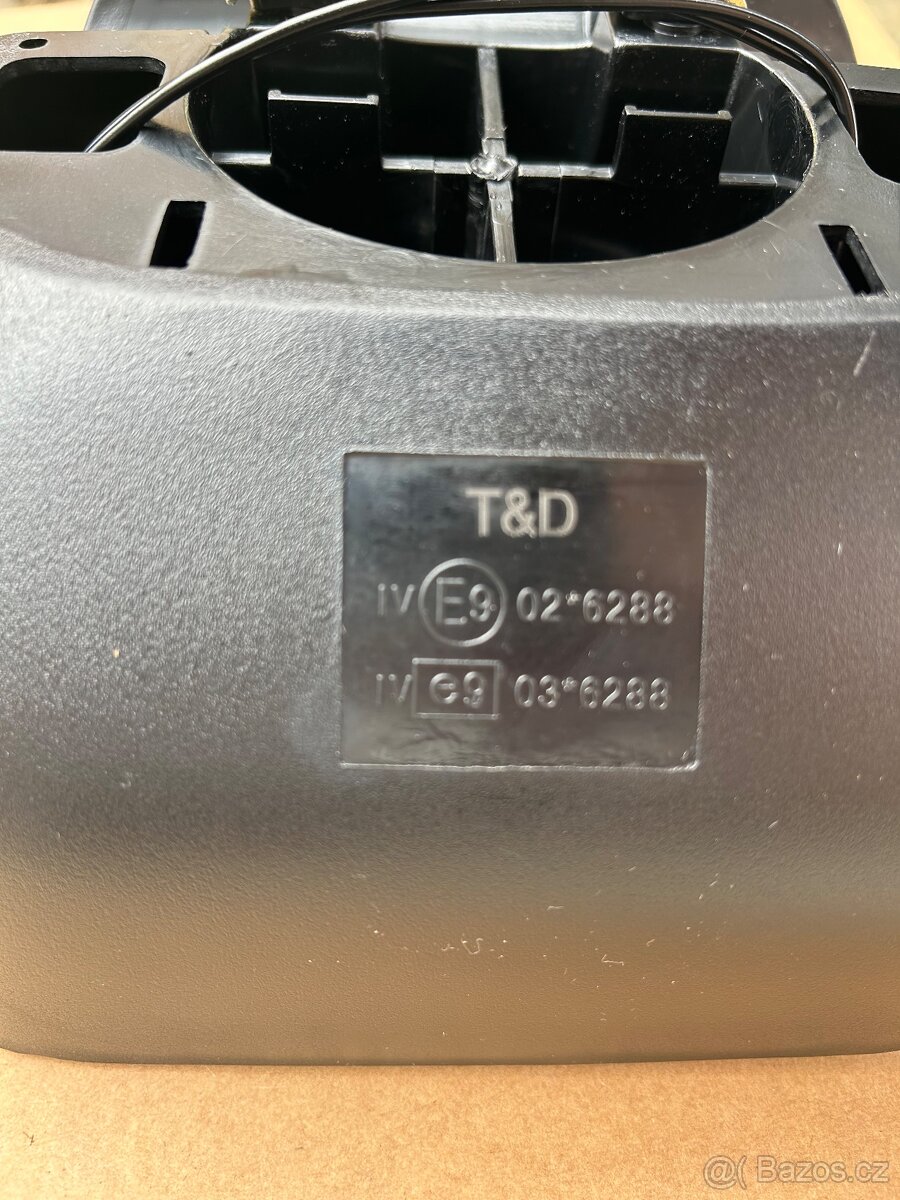 T&D
IV E9 02*6288
IV e9 03*6288
@ Bazos.cz